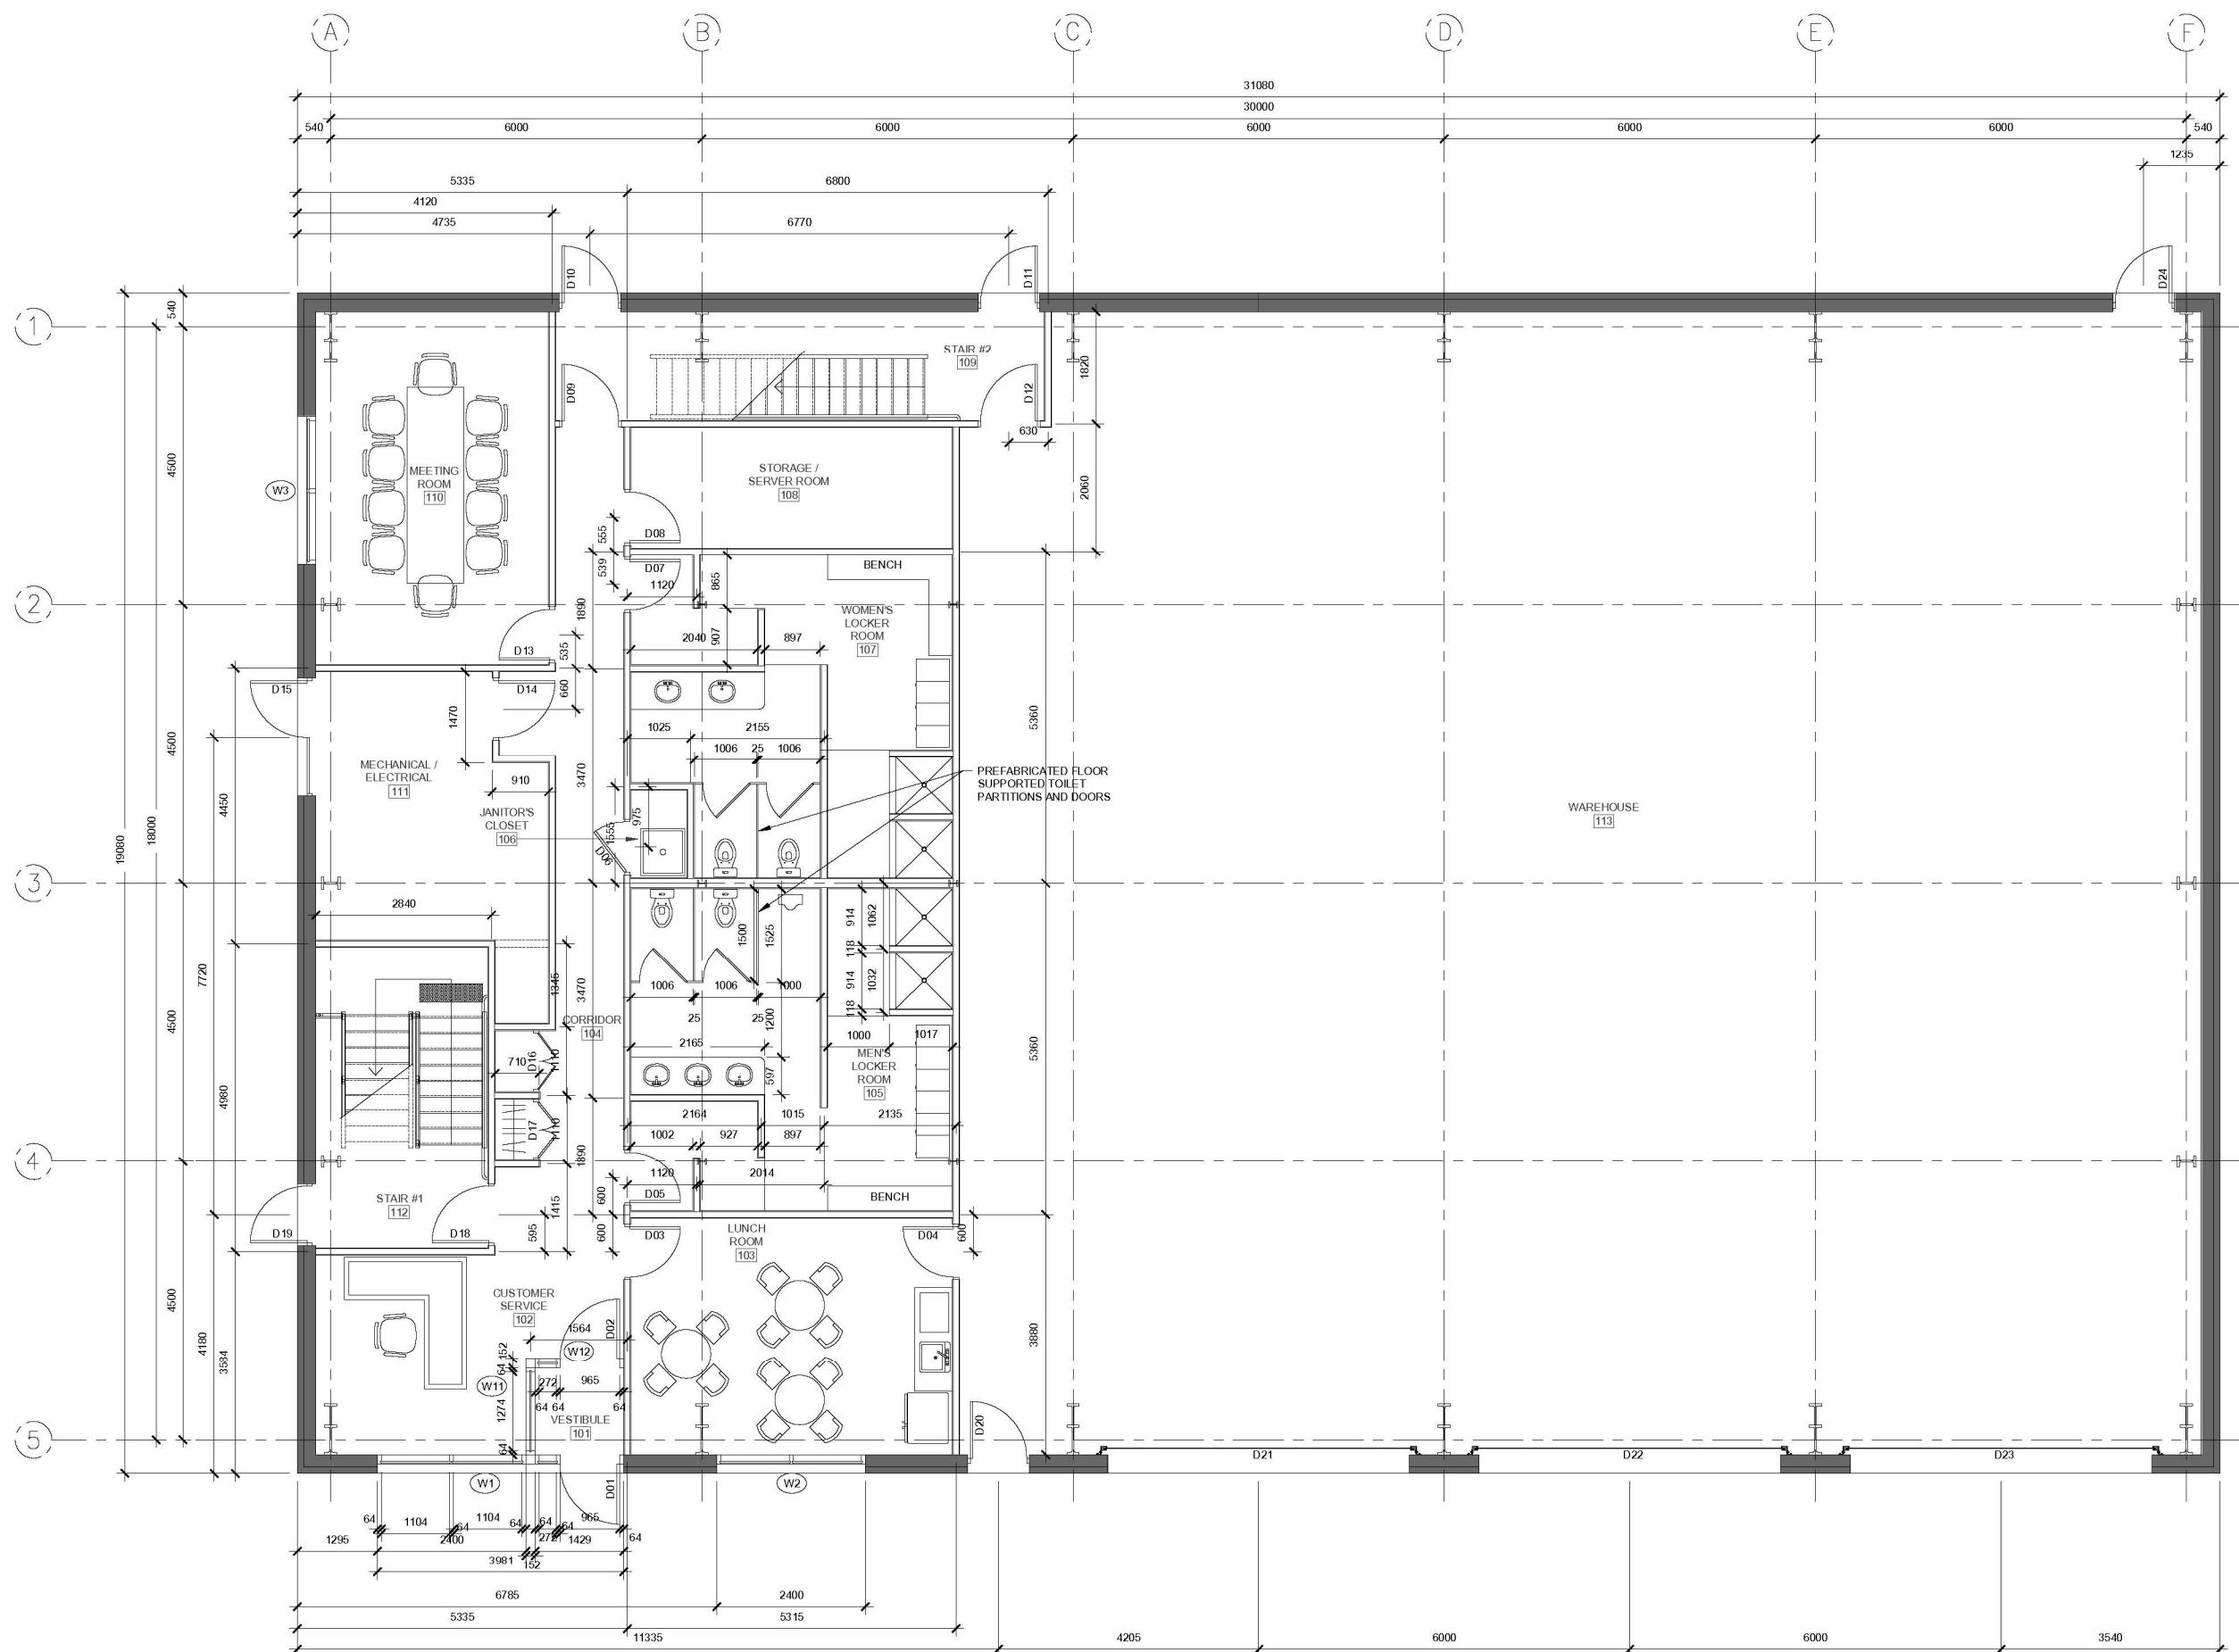 A B C D E F
31080
30000
540 6000 6000 6000 6000 6000 540
1235
5335 6800
4120
4735 6770
D10 D11 D24
540
1
STAIR #2
109
D09 D12
1820
630
4500
MEETING
ROOM
110
W3
STORAGE /
SERVER ROOM
108
2060
555
D08
539
D07
1120
865
BENCH
2
1890
WOMEN'S
LOCKER
ROOM
107
2040 907 897
535
D13
D15 D14
660
1470
1025 2155
5360
4500
1006 25 1006
MECHANICAL /
ELECTRICAL
111
910
3470
PREFABRICATED FLOOR
SUPPORTED TOILET
PARTITIONS AND DOORS
JANITOR'S
CLOSET
106
975
1555
D06
WAREHOUSE
113
4450
18000
19080
3
2840
914 1062
1500 1525
118
914 1032
118
7720
1345
3470
1006 1006 1000
25 25
1200
4500
CORRIDOR
104
2165
1000 1017
MEN'S
LOCKER
ROOM
105
5360
710 D16 1110
597
4980
2164 1015 2135
D17 1110
1002 927 897
4
1890
1120 2014
D05
BENCH
STAIR #1
112
1415
600
D19 D18
595
600
D03
LUNCH
ROOM
103
D04
600
4500
CUSTOMER
SERVICE
102
1564
D02
W12
152
64
4180
3584
3880
W11
272 965
1274
64 64 64
VESTIBULE
101
5
64
D20
D21 D22 D23
W1 D01 W2
64 1104 64 1104 64 64 64 965
1295 2400 272 1429 64
3981 152
6785 2400
5335 5315
11335 4205 6000 6000 3540